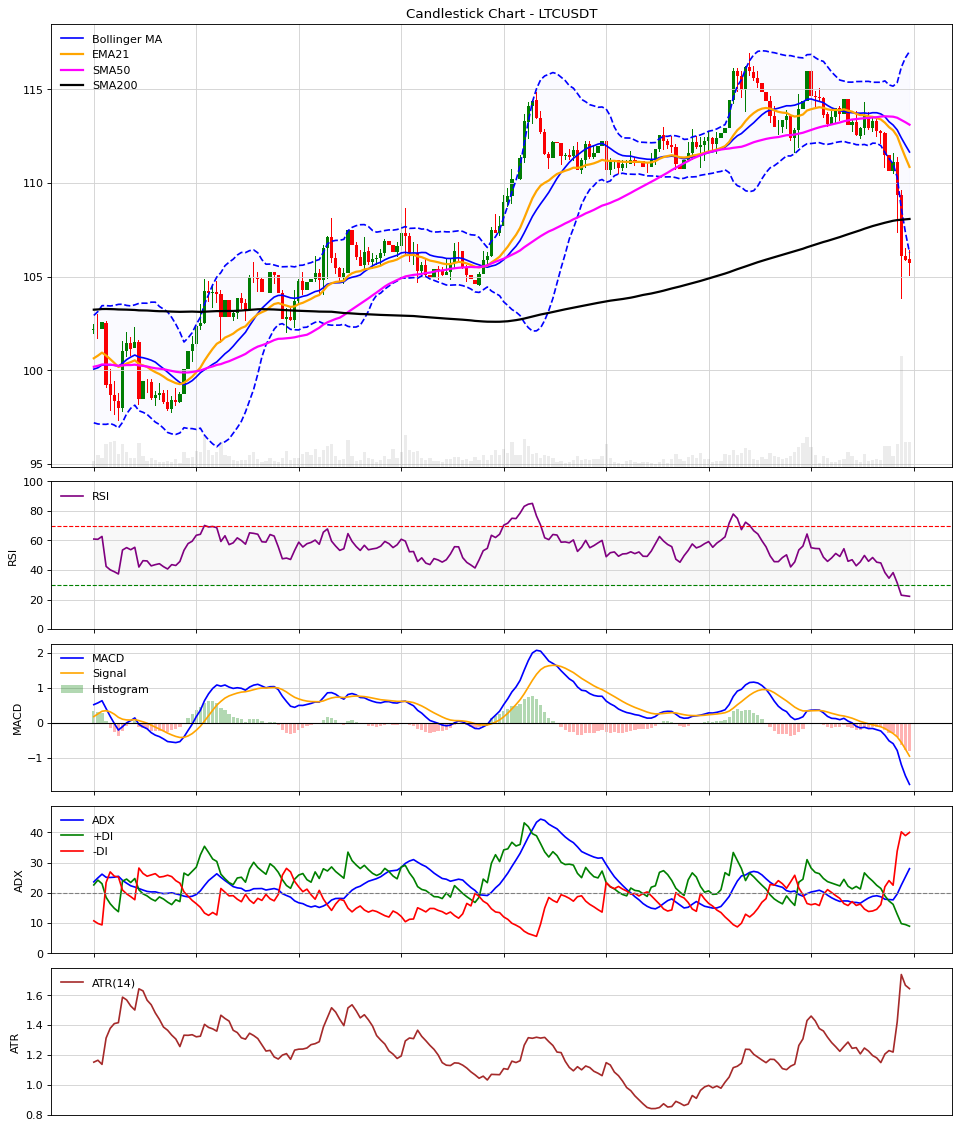 Candlestick Chart - LTCUSDT
Bollinger MA
EMA21
SMA50
SMA200
115
110
105
100
95
RSI
100
80
60
40
20
0
RSI
MACD
Signal
Histogram
2
1
0
−1
MACD
ADX
+DI
-DI
40
30
20
10
0
ADX
ATR(14)
1.6
1.4
1.2
1.0
0.8
ATR